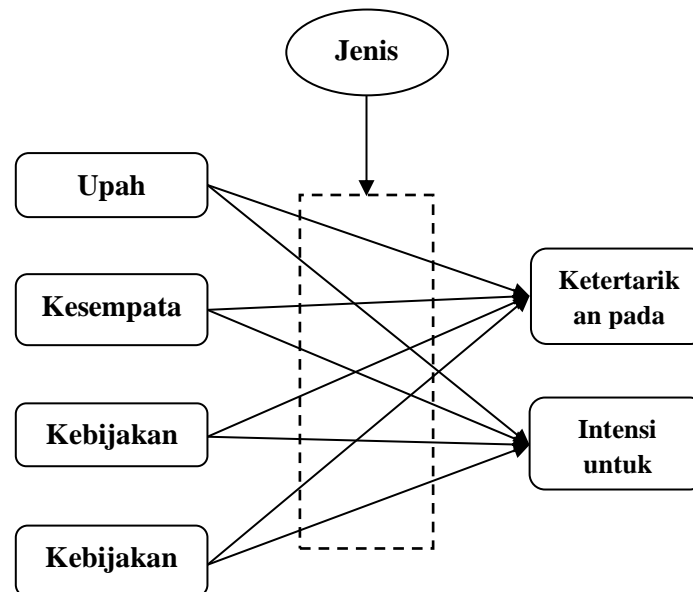 Jenis
Upah
Kesempata
Kebijakan
Kebijakan
Ketertarik
an pada
Intensi
untuk